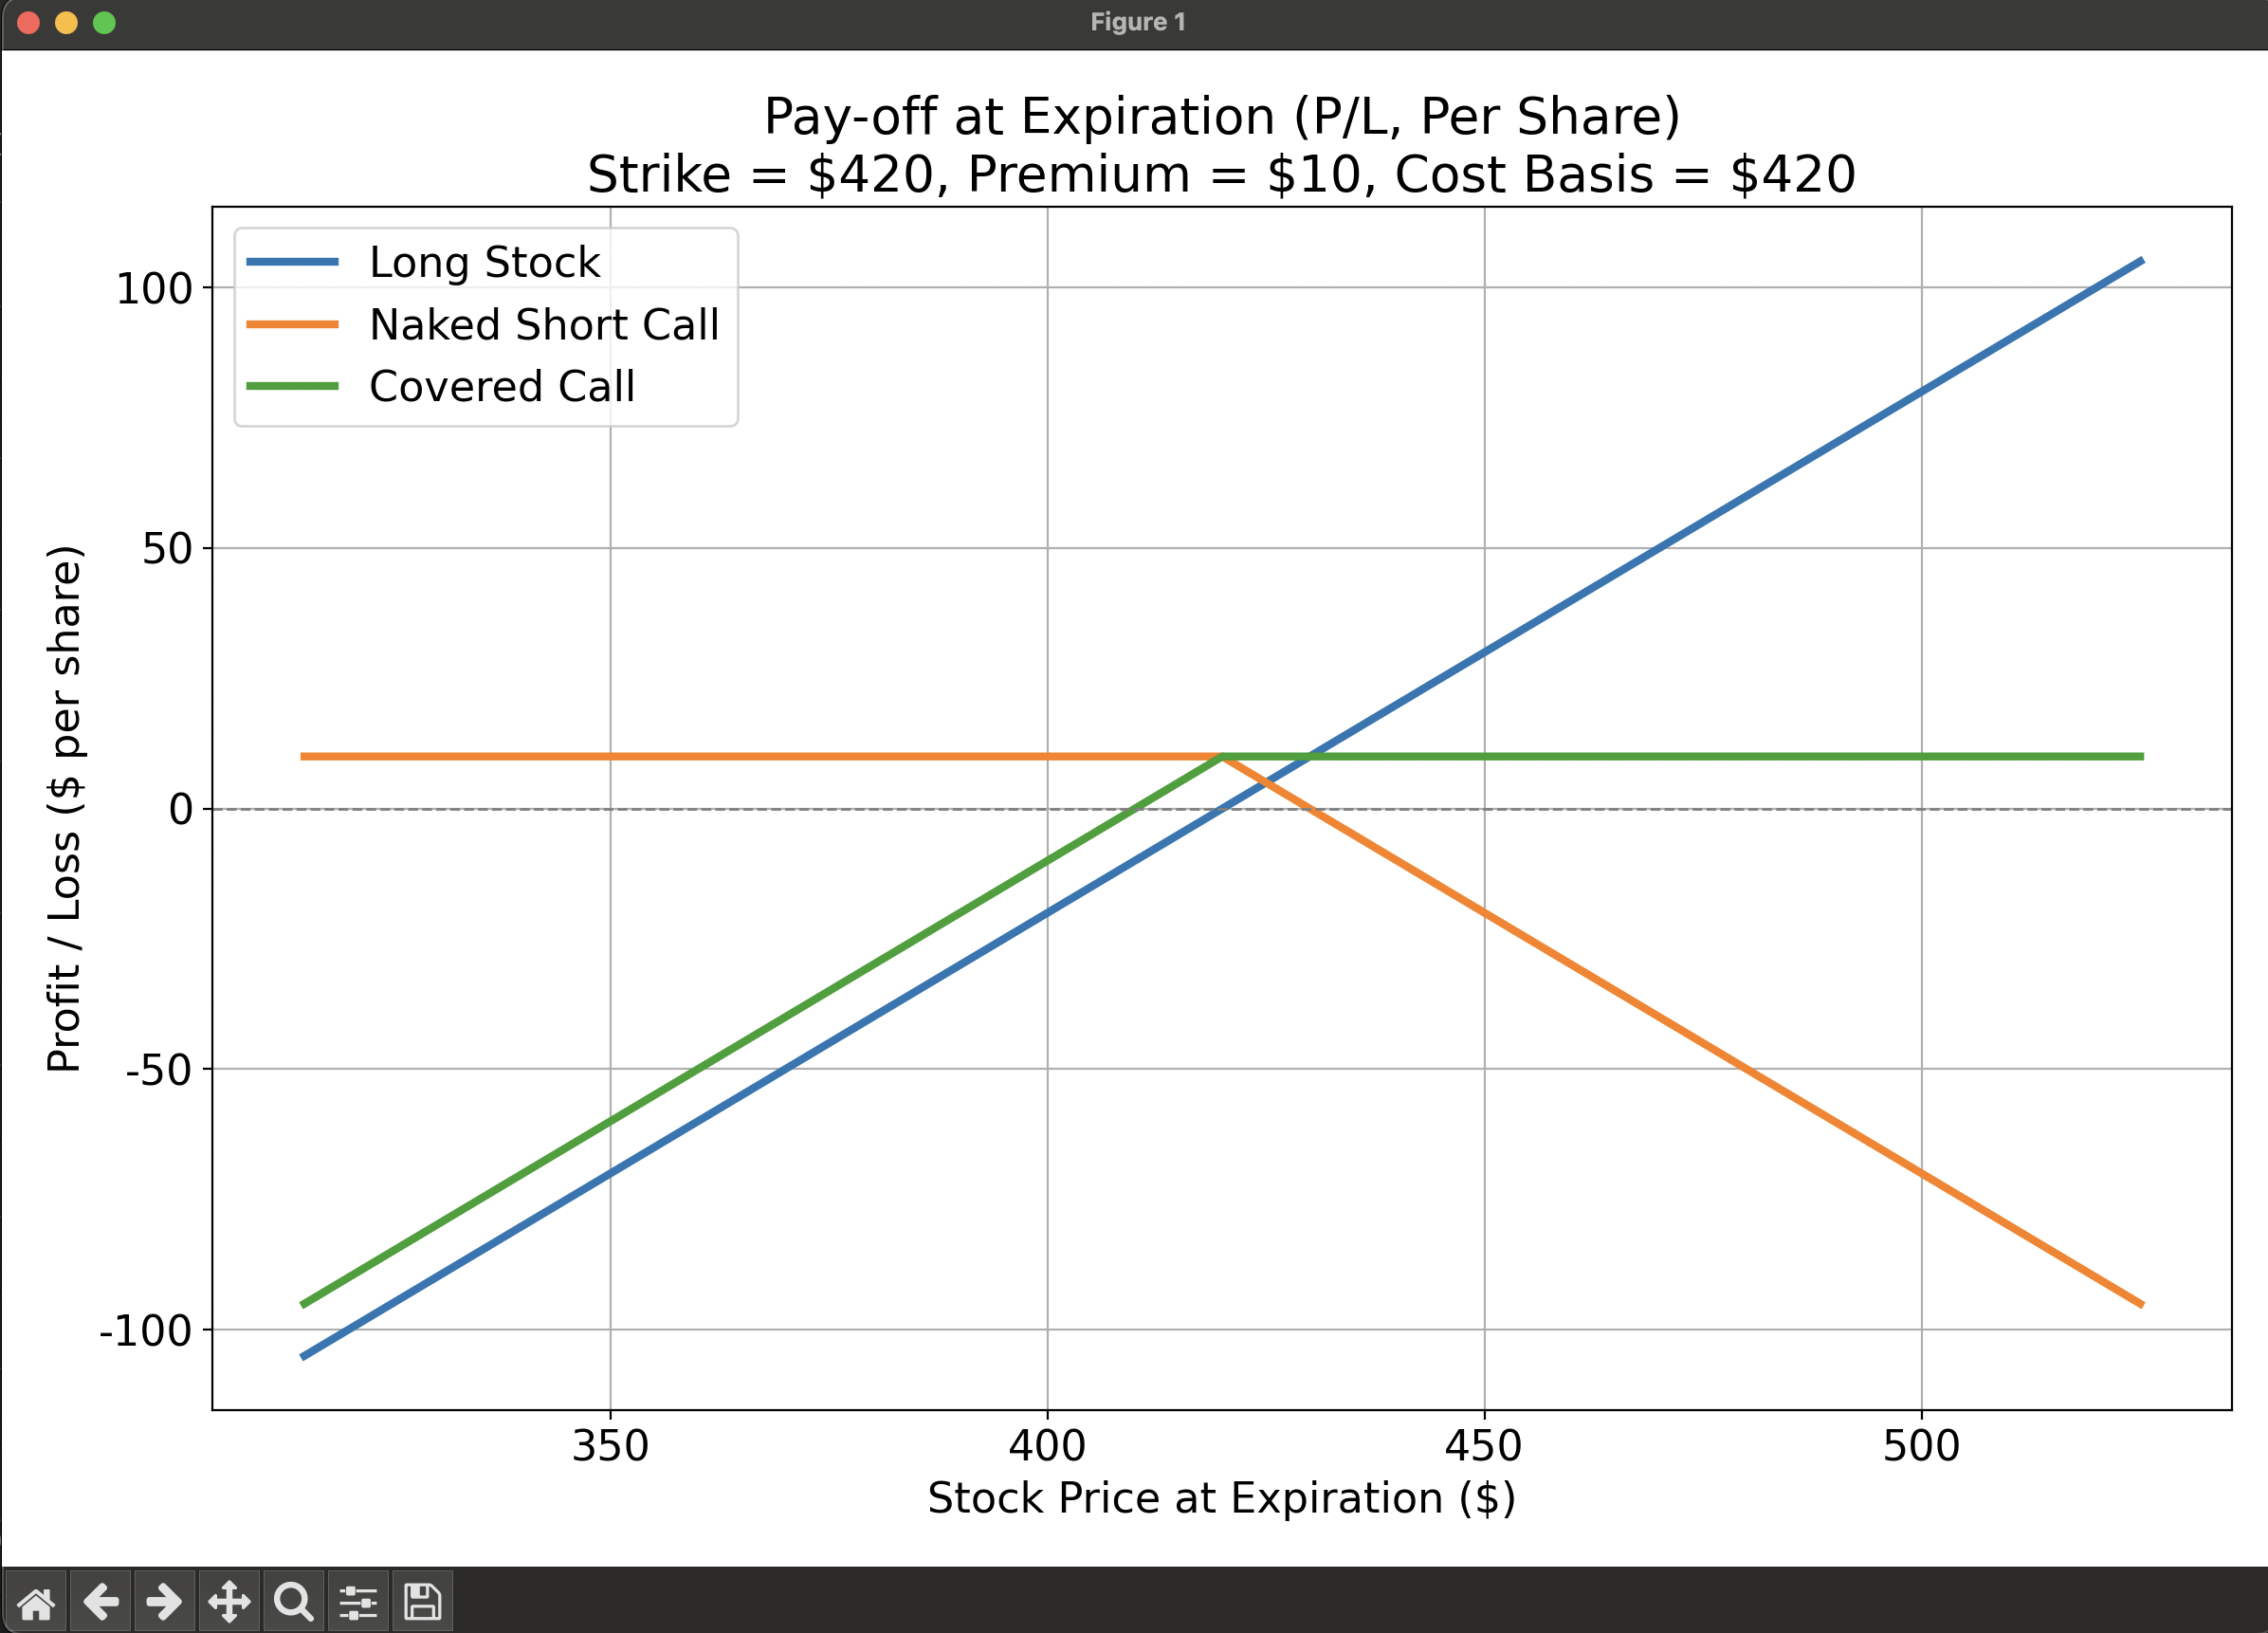 Figure 1
Pay-off at Expiration (P/L, Per Share)
Strike = $420, Premium = $10, Cost Basis = $420
Long Stock
Naked Short Call
Covered Call
100
50
0
-50
-100
Profit / Loss ($ per share)
350
400
450
500
Stock Price at Expiration ($)